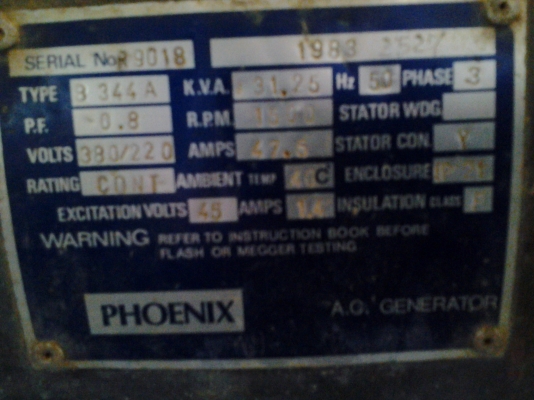 SERIAL No R9018 1983
TYPE B 344 A K.V.A. 31.25 Hz 50 PHASE 3
P.F. 0.8 R.P.M. STATOR WDG.
VOLTS 380/220 AMPS 47.5 STATOR CON. Y
RATING CONT AMBIENT TEMP 40C ENCLOSURE
EXCITATION VOLTS 45 AMPS INSULATION CLASS
WARNING REFER TO INSTRUCTION BOOK BEFORE
FLASH OR MEGGER TESTING
PHOENIX A.C. GENERATOR